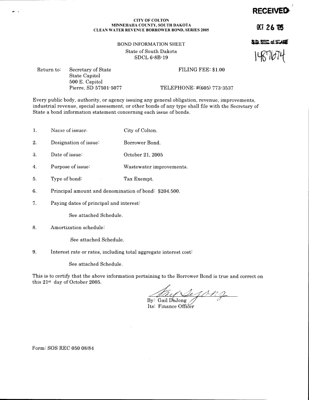 CITY OF COLTON
MINNEHAHA COUNTY, SOUTH DAKOTA
CLEAN WATER REVENUE BORROWER BOND, SERIES 2005
RECEIVED
OCT 26 '05
BOND INFORMATION SHEET
State of South Dakota
SDCL 6-8B-19
1487674
Return to: Secretary of State FILING FEE: $1.00
State Capitol
500 E. Capitol
Pierre, SD 57501-5077 TELEPHONE: #(605) 773-3537
Every public body, authority, or agency issuing any general obligation, revenue, improvements,
industrial revenue, special assessment, or other bonds of any type shall file with the Secretary of
State a bond information statement concerning each issue of bonds.
1. Name of issuer: City of Colton.
2. Designation of issue: Borrower Bond.
3. Date of issue: October 21, 2005
4. Purpose of issue: Wastewater improvements.
5. Type of bond: Tax Exempt.
6. Principal amount and denomination of bond: $204,500.
7. Paying dates of principal and interest:
See attached Schedule.
8. Amortization schedule:
See attached Schedule.
9. Interest rate or rates, including total aggregate interest cost:
See attached Schedule.
This is to certify that the above information pertaining to the Borrower Bond is true and correct on
this 21st day of October 2005.
By: Gail DeJong
Its: Finance Officer
Form: SOS REC 050 08/84